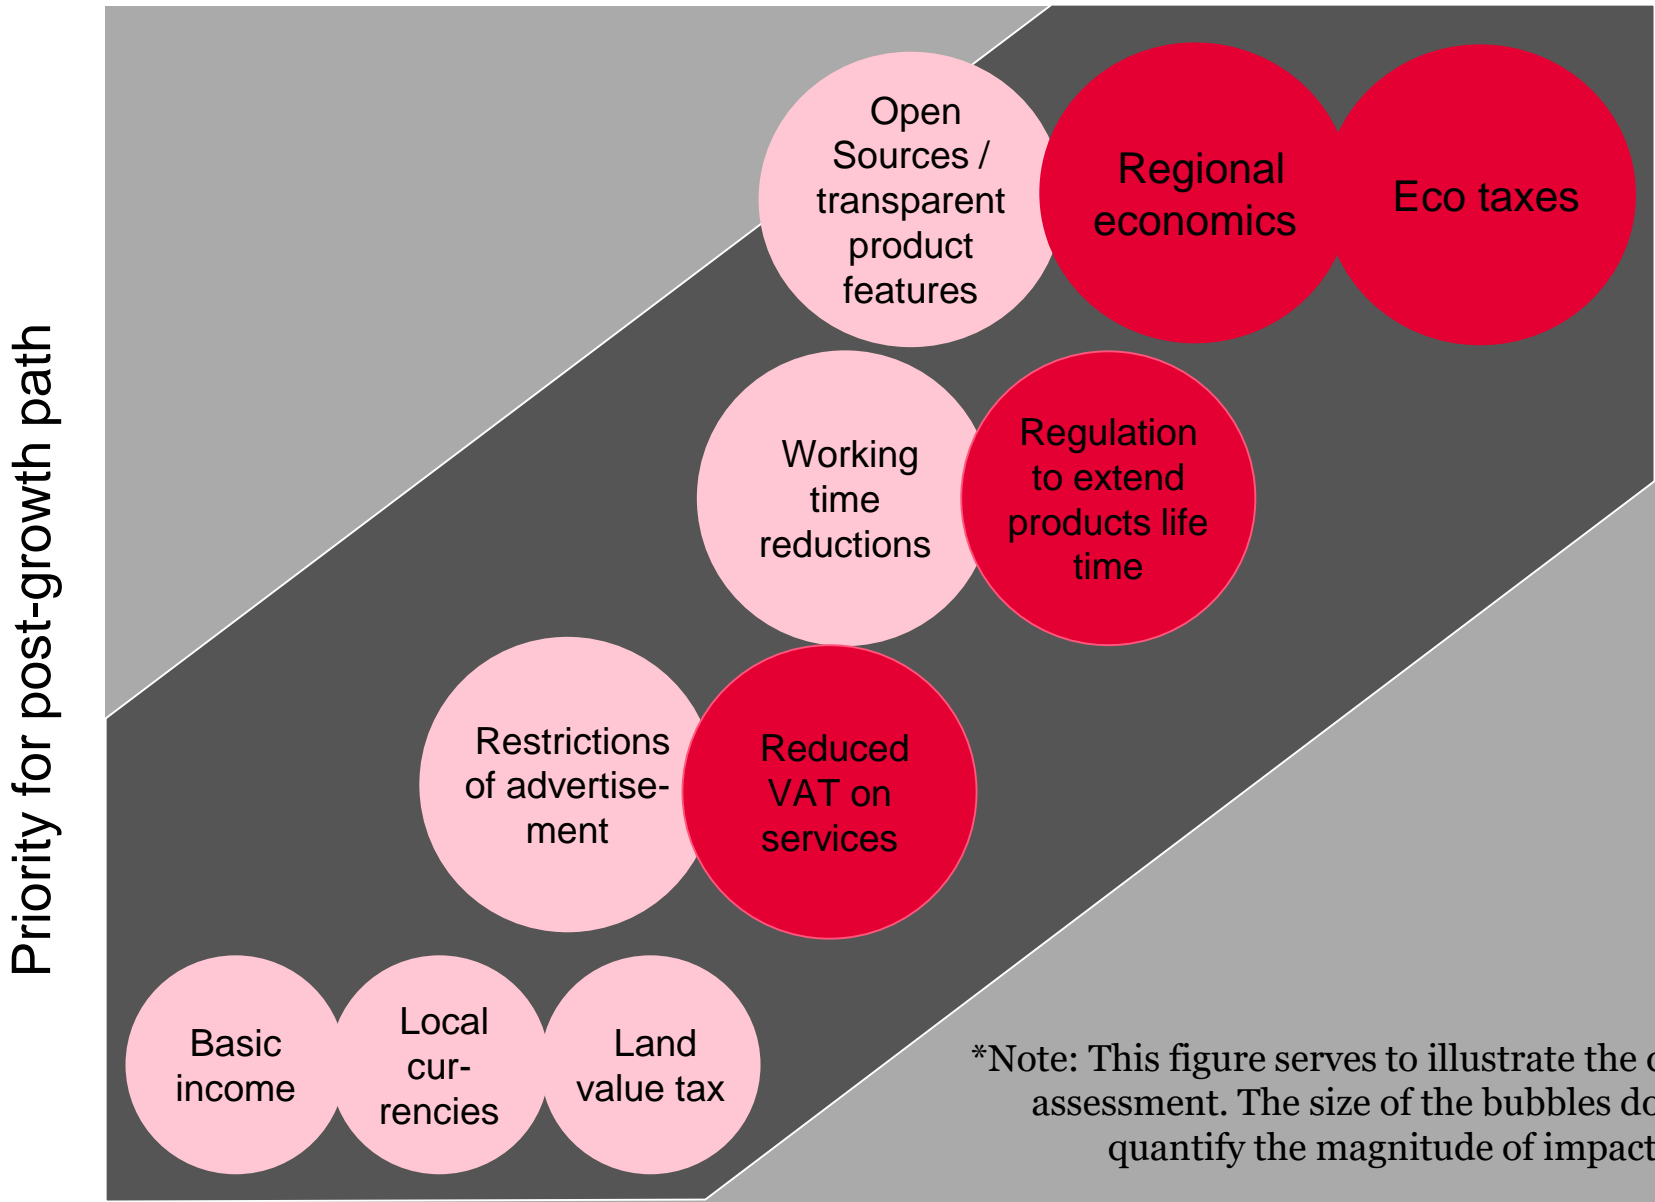 Priority for post-growth path
Open
Sources /
transparent
product
features
Regional
economics
Eco taxes
Working
time
reductions
Regulation
to extend
products life
time
Restrictions
of advertise-
ment
Reduced
VAT on
services
Basic
income
Local
cur-
rencies
Land
value tax
*Note: This figure serves to illustrate the
assessment. The size of the bubbles
quantify the magnitude of impact